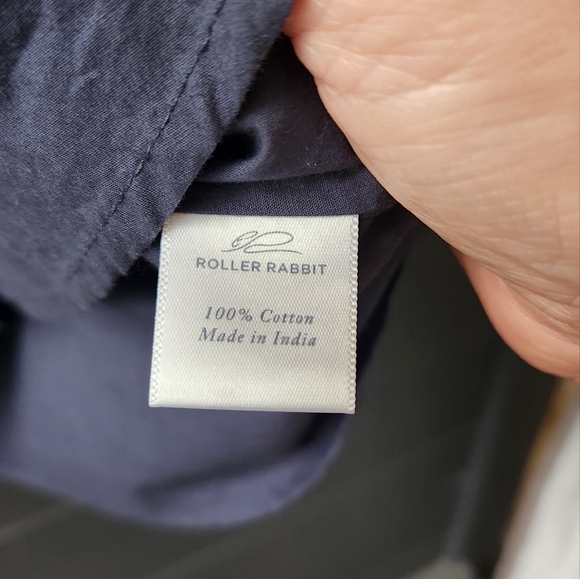 ROLLER RABBIT
100% Cotton
Made in India